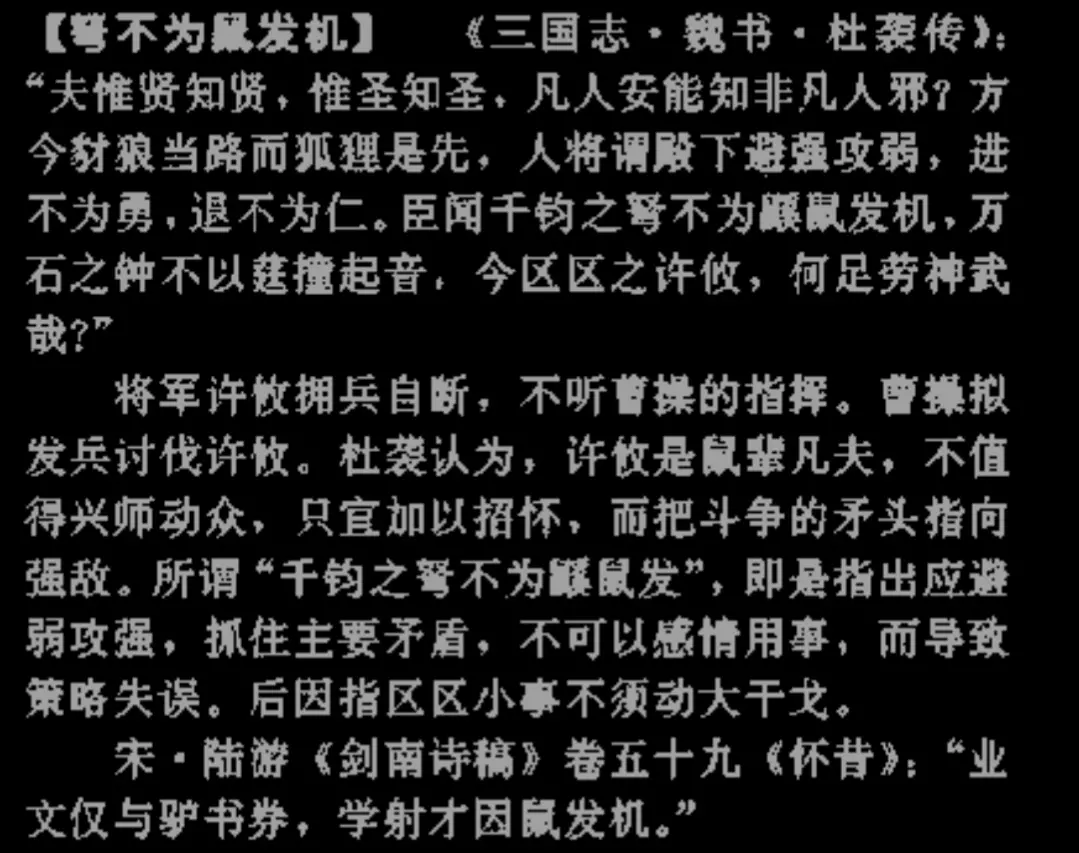 【弩不为鼠发机】 《三国志·魏书·杜袭传》:
“夫惟贤知贤，惟圣知圣，凡人安能知非凡人邪？方
今豺狼当路而狐狸是先，人将谓殿下避强攻弱，进
不为勇，退不为仁。臣闻千钧之弩不为鼷鼠发机，万
石之钟不以莛撞起音，今区区之许攸，何足劳神武
哉？”
将军许攸拥兵自断，不听曹操的指挥。曹操拟
发兵讨伐许攸。杜袭认为，许攸是鼠辈凡夫，不值
得兴师动众，只宜加以招怀，而把斗争的矛头指向
强敌。所谓“千钧之弩不为鼷鼠发”，即是指出应避
弱攻强，抓住主要矛盾，不可以感情用事，而导致
策略失误。后因指区区小事不须动大干戈。
宋·陆游《剑南诗稿》卷五十九《怀昔》：“业
文仅与驴书券，学射才因鼠发机。”